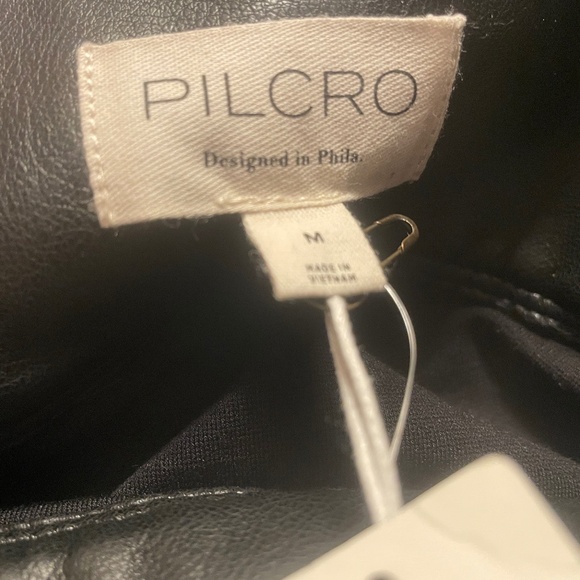 PILCRO
Designed in Phila.
M
MADE IN
VIETNAM